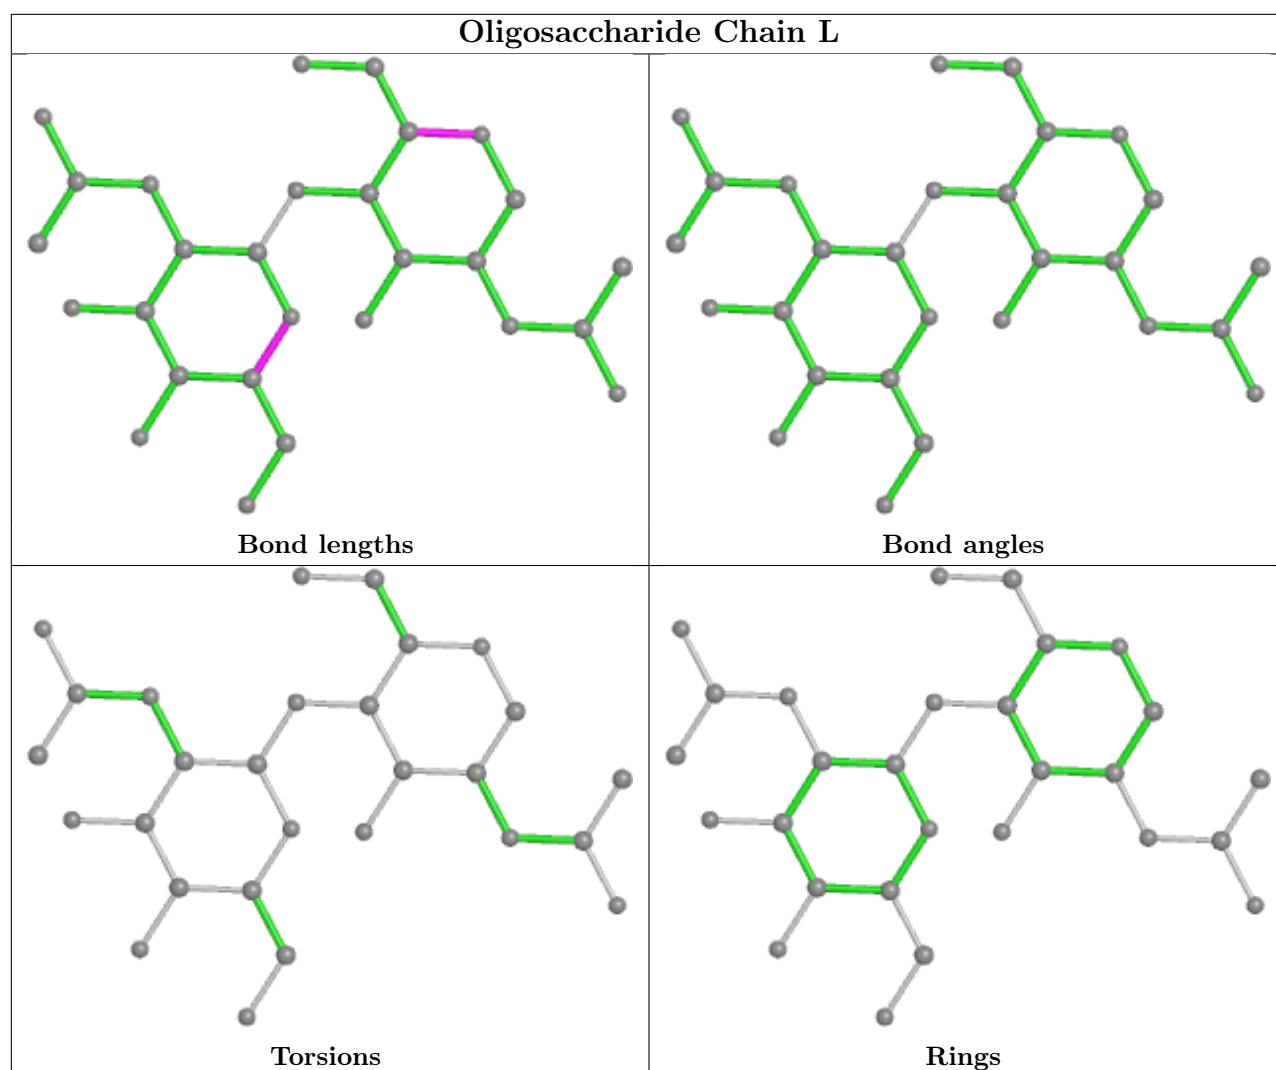 Oligosaccharide Chain L
Bond lengths
Bond angles
Torsions
Rings